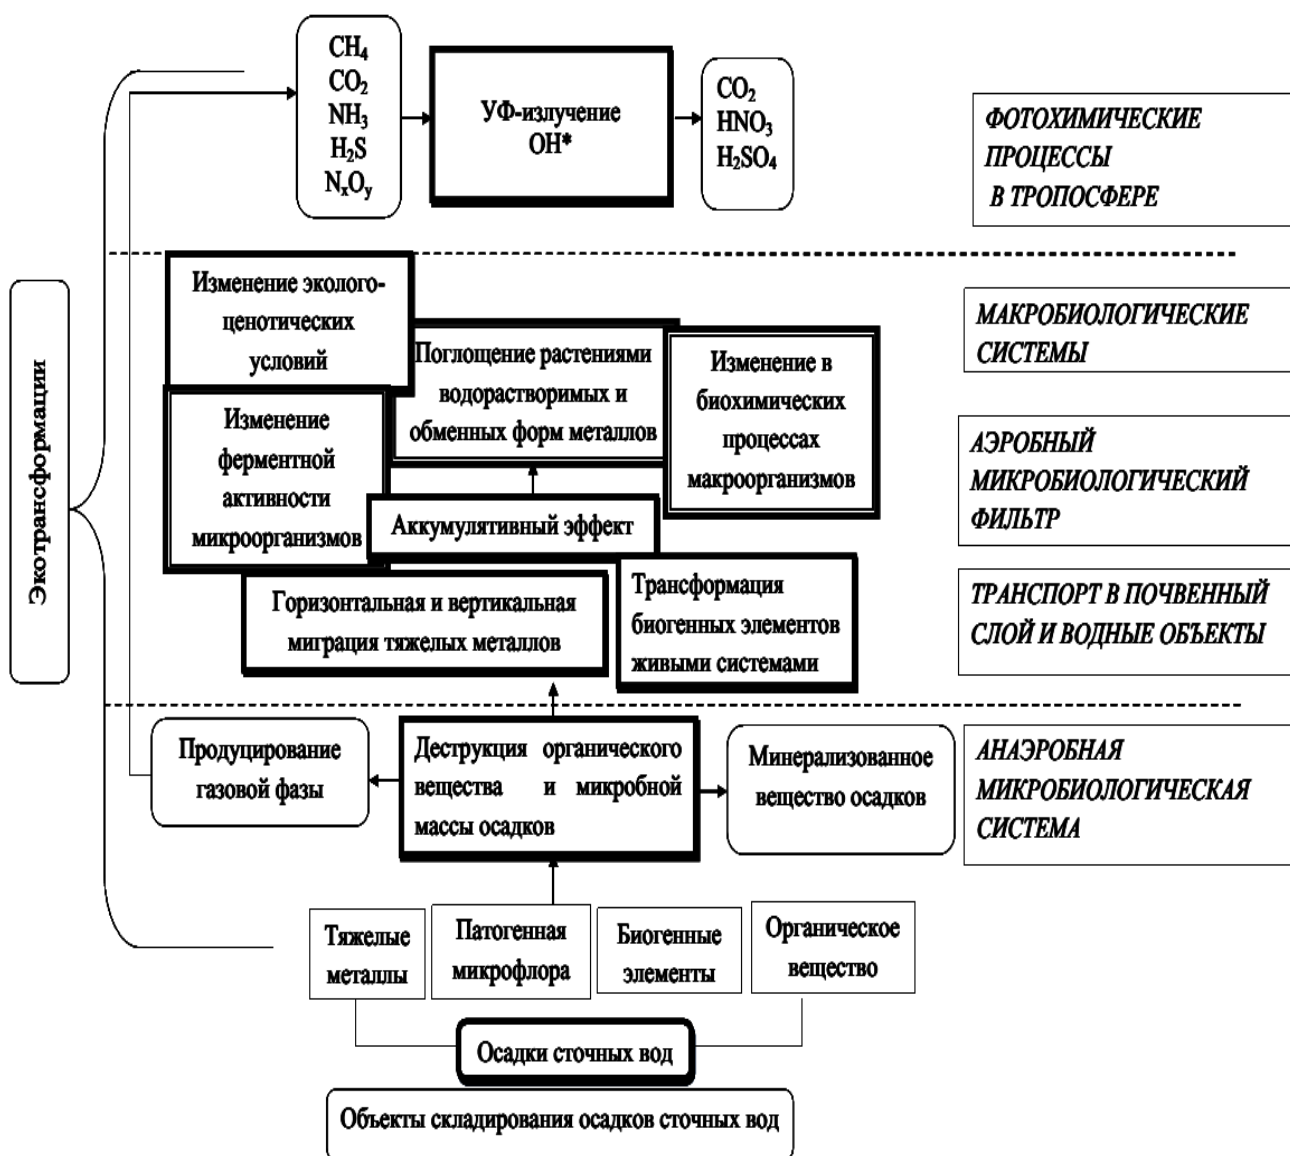 CH4
CO2
NH3
H2S
NxOy
УФ-излучение
OH*
CO2
HNO3
H2SO4
ФОТОХИМИЧЕСКИЕ
ПРОЦЕССЫ
В ТРОПОСФЕРЕ
Экотрансформации
Изменение эколого-
ценотических
условий
Поглощение растениями
водорастворимых и
обменных форм металлов
Изменение в
биохимических
процессах
макроорганизмов
МАКРОБИОЛОГИЧЕСКИЕ
СИСТЕМЫ
Изменение
ферментной
активности
микроорганизмов
Аккумулятивный эффект
АЭРОБНЫЙ
МИКРОБИОЛОГИЧЕСКИЙ
ФИЛЬТР
Горизонтальная и вертикальная
миграция тяжелых металлов
Трансформация
биогенных элементов
живыми системами
ТРАНСПОРТ В ПОЧВЕННЫЙ
СЛОЙ И ВОДНЫЕ ОБЪЕКТЫ
Продуцирование
газовой фазы
Деструкция органического
вещества и микробной
массы осадков
Минерализованное
вещество осадков
АНАЭРОБНАЯ
МИКРОБИОЛОГИЧЕСКАЯ
СИСТЕМА
Тяжелые
металлы
Патогенная
микрофлора
Биогенные
элементы
Органическое
вещество
Осадки сточных вод
Объекты складирования осадков сточных вод